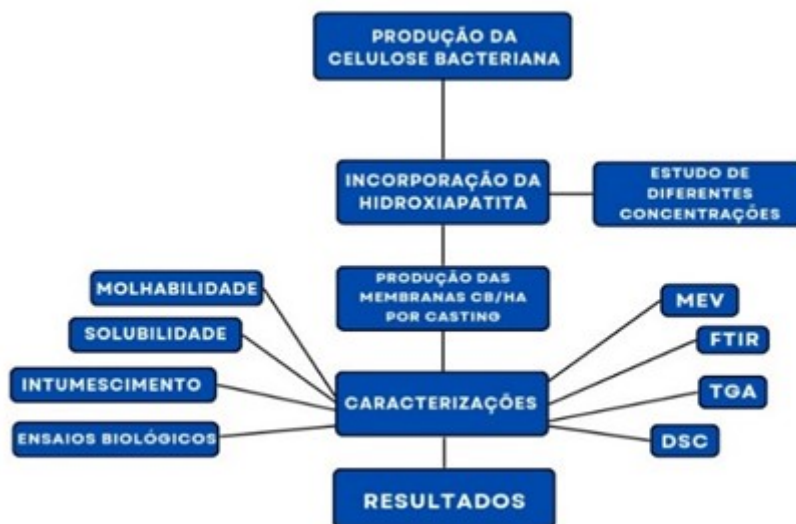 PRODUÇÃO DA
CELULOSE BACTERIANA
INCORPORAÇÃO DA
HIDROXIAPATITA
ESTUDO DE
DIFERENTES
CONCENTRAÇÕES
PRODUÇÃO DAS
MEMBRANAS CB/HA
POR CASTING
MOLHABILIDADE
SOLUBILIDADE
INTUMESCIMENTO
ENSAIOS BIOLÓGICOS
CARACTERIZAÇÕES
MEV
FTIR
TGA
DSC
RESULTADOS